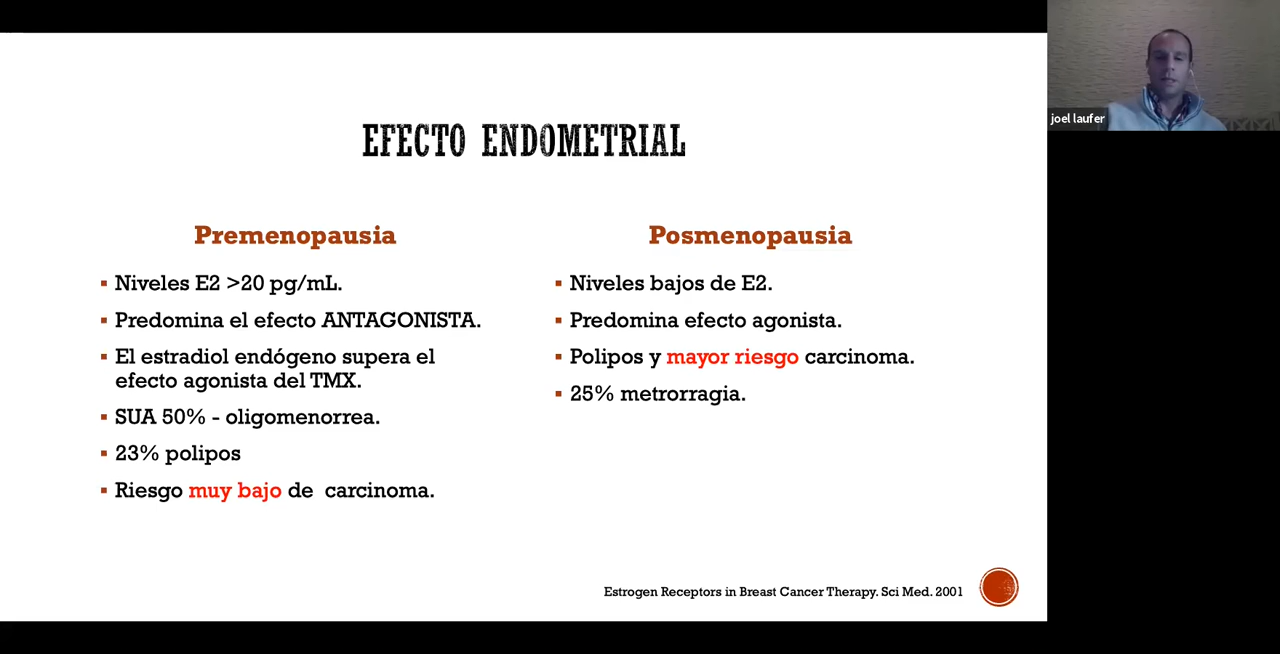 EFECTO ENDOMETRIAL
Premenopausia
▪ Niveles E2 >20 pg/mL.
▪ Predomina el efecto ANTAGONISTA.
▪ El estradiol endógeno supera el
efecto agonista del TMX.
▪ SUA 50% - oligomenorrea.
▪ 23% polipos
▪ Riesgo muy bajo de  carcinoma.
Posmenopausia
▪ Niveles bajos de E2.
▪ Predomina efecto agonista.
▪ Polipos y mayor riesgo carcinoma.
▪ 25% metrorragia.
Estrogen Receptors in Breast Cancer Therapy. Sci Med. 2001
joel laufer